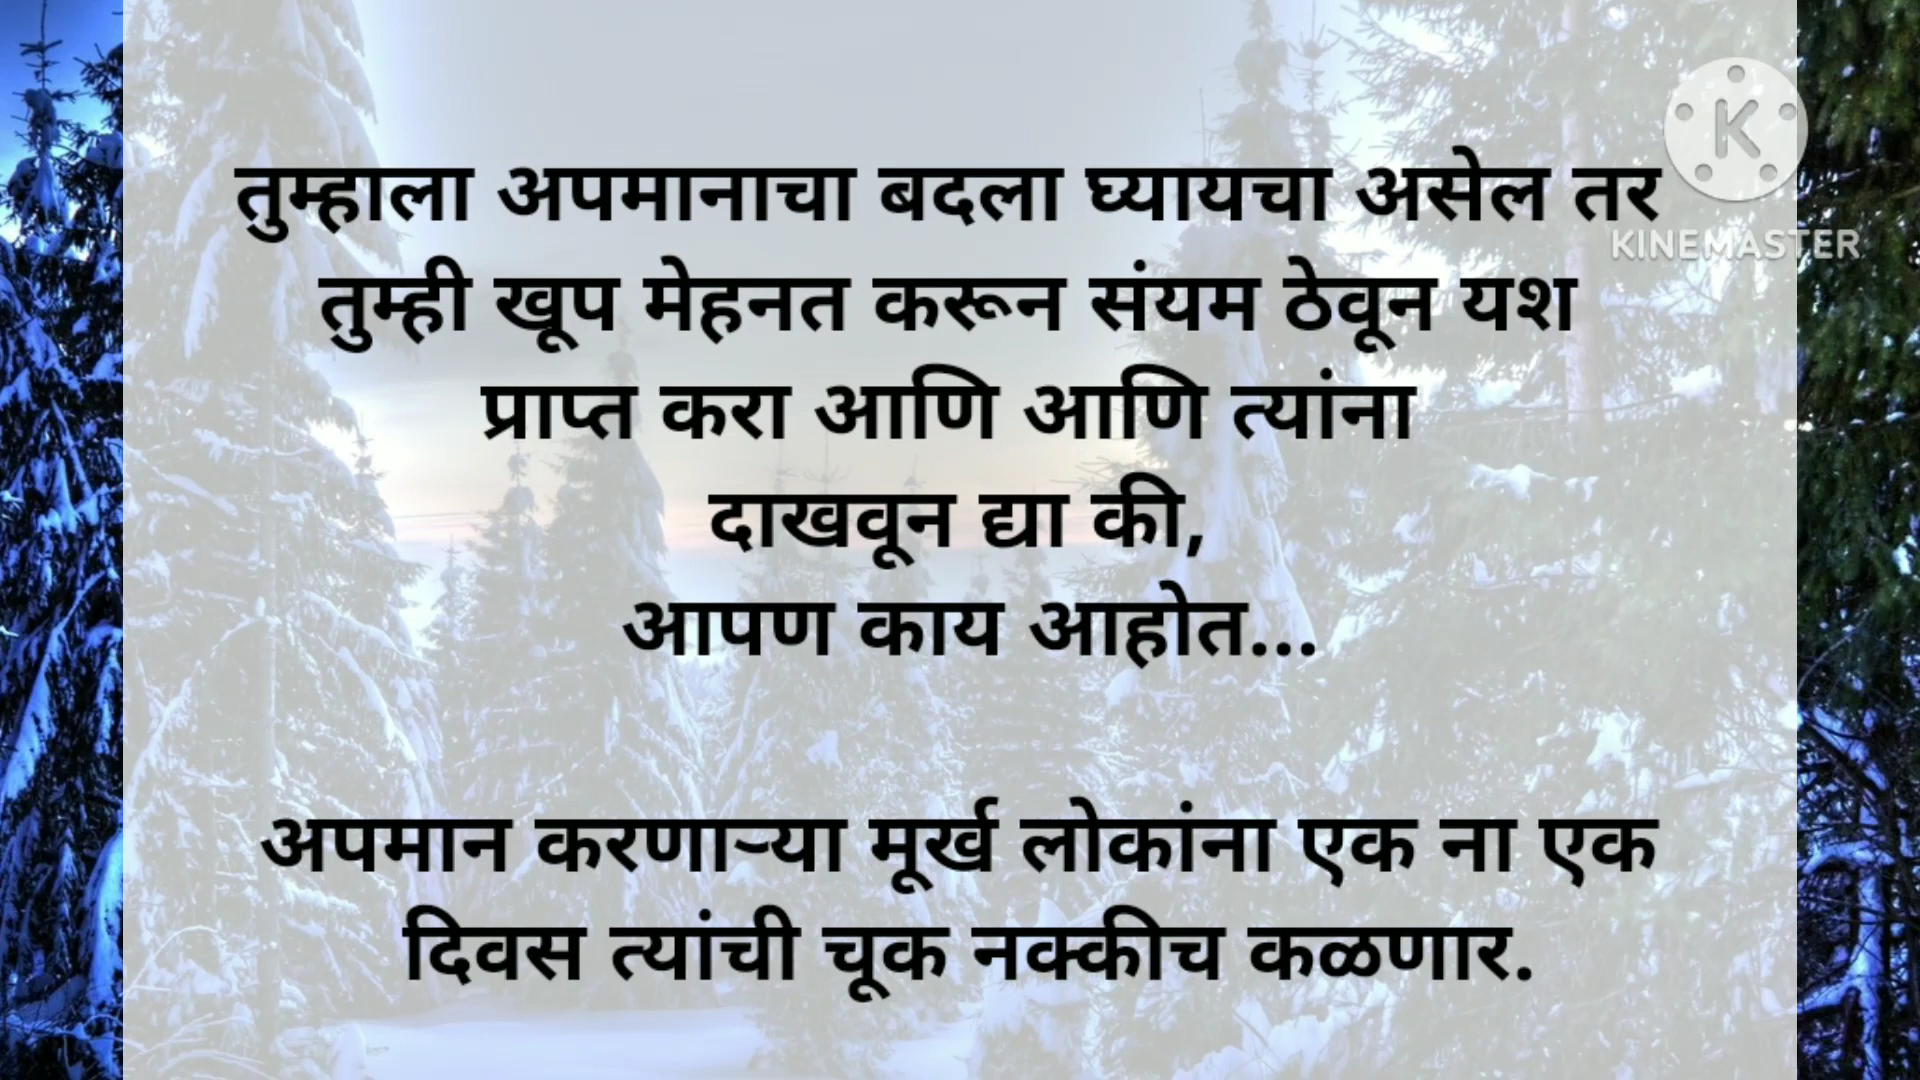 तुम्हाला अपमानाचा बदला घ्यायचा असेल तर
तुम्ही खूप मेहनत करून संयम ठेवून यश
प्राप्त करा आणि आणि त्यांना
दाखवून द्या की,
आपण काय आहोत...
अपमान करणाऱ्या मूर्ख लोकांना एक ना एक
दिवस त्यांची चूक नक्कीच कळणार.
K
KINEMASTER